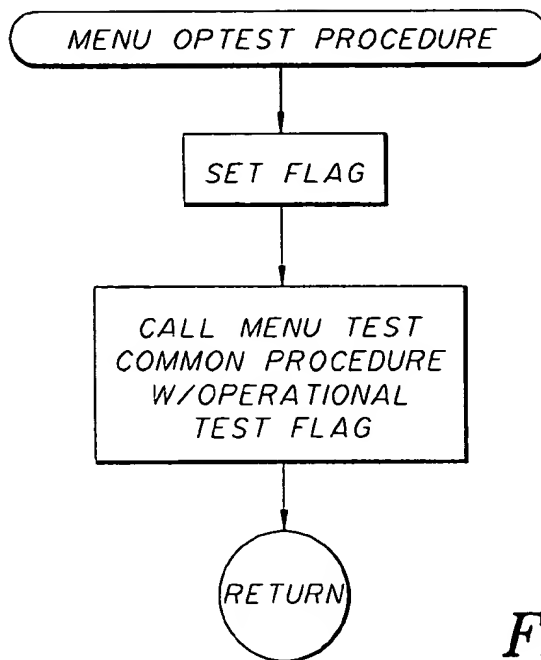 MENU OPTEST PROCEDURE
SET FLAG
CALL MENU TEST
COMMON PROCEDURE
W/OPERATIONAL
TEST FLAG
RETURN